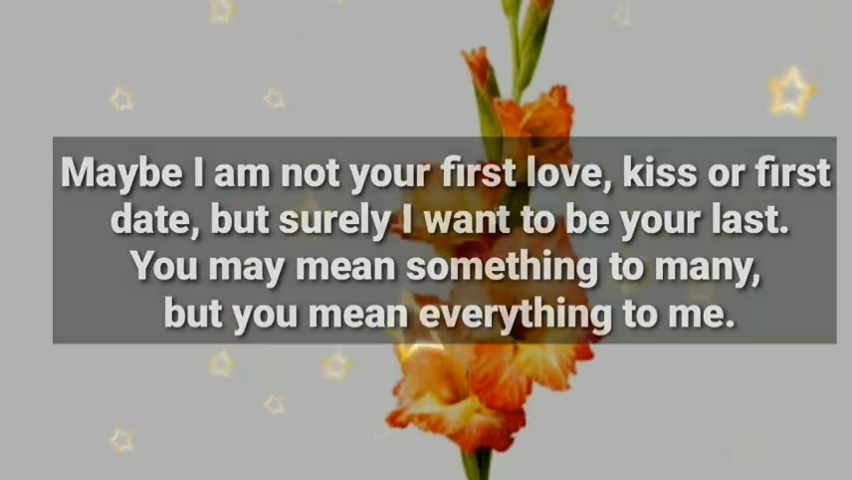 Maybe I am not your first love, kiss or first
date, but surely I want to be your last.
You may mean something to many,
but you mean everything to me.